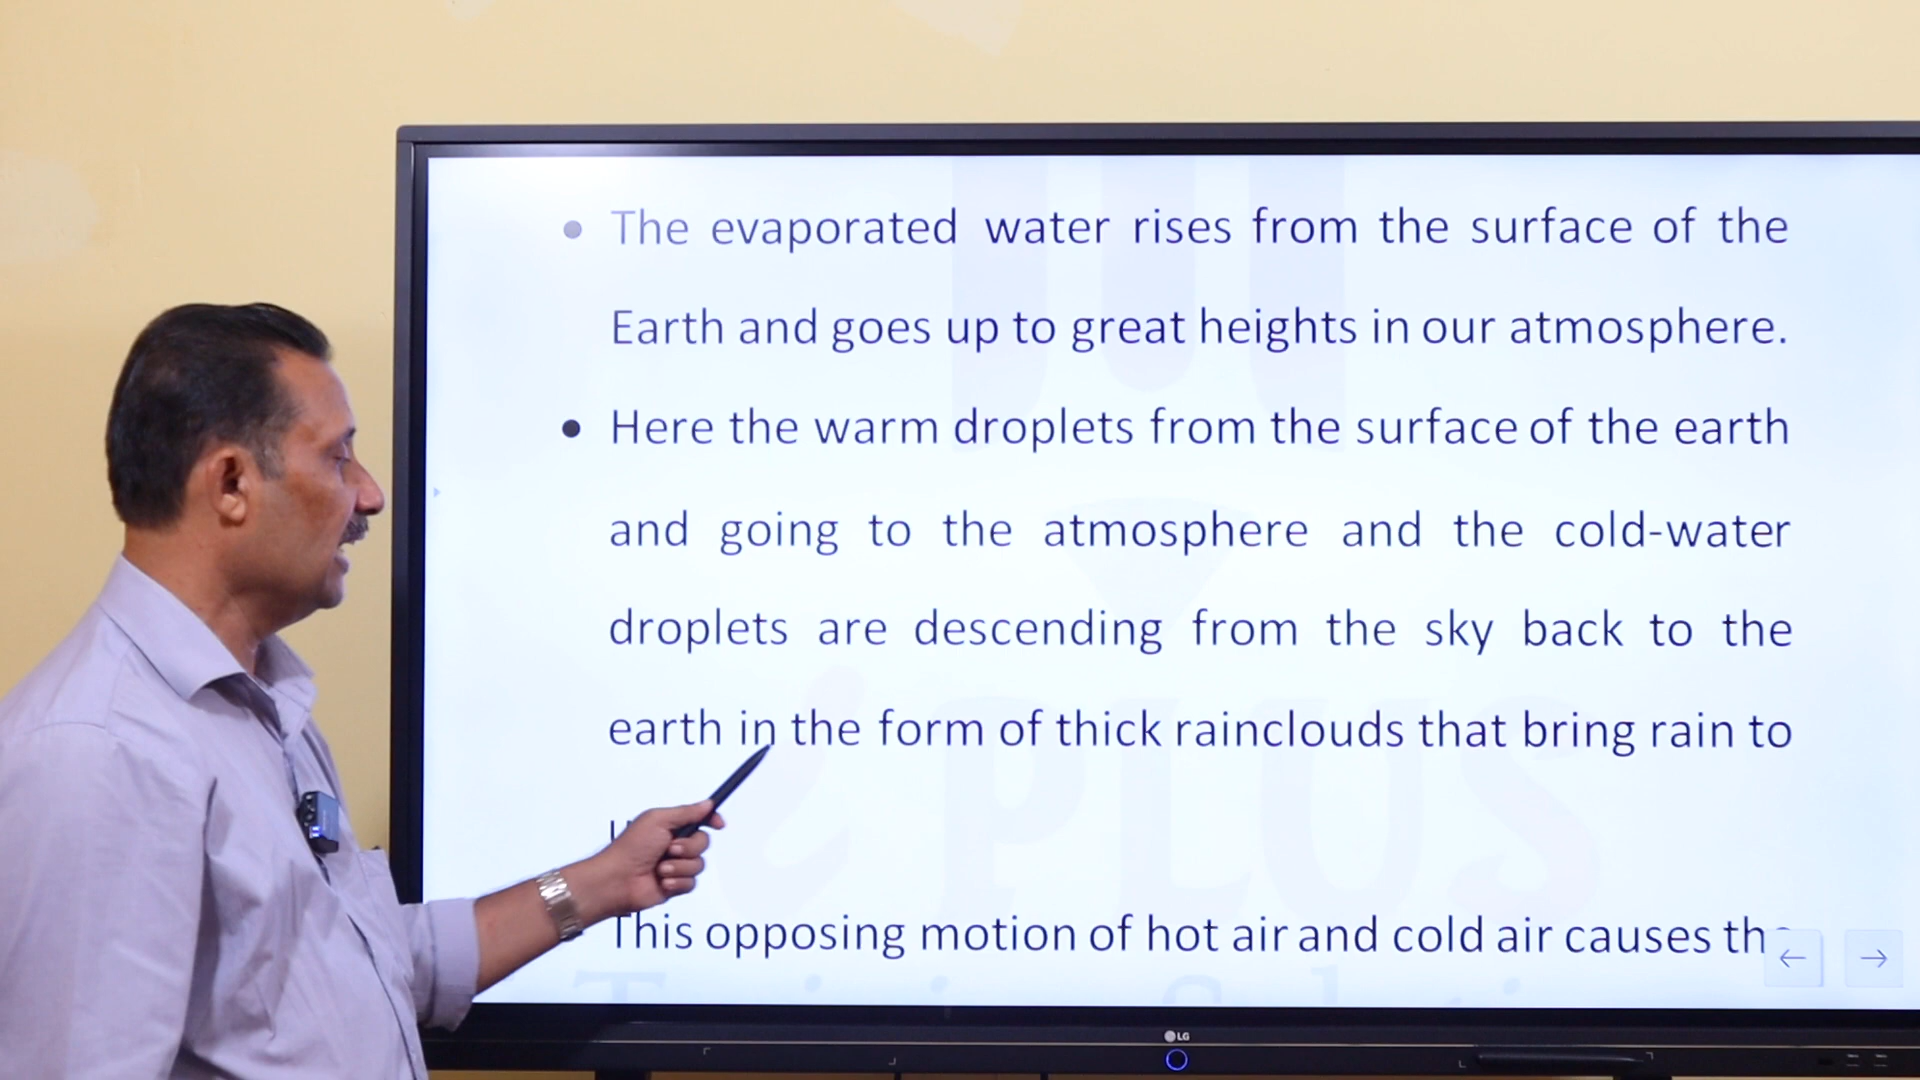 • The evaporated water rises from the surface of the
Earth and goes up to great heights in our atmosphere.
• Here the warm droplets from the surface of the earth
and going to the atmosphere and the cold-water
droplets are descending from the sky back to the
earth in the form of thick rainclouds that bring rain to
This opposing motion of hot air and cold air causes
PLUS
LG